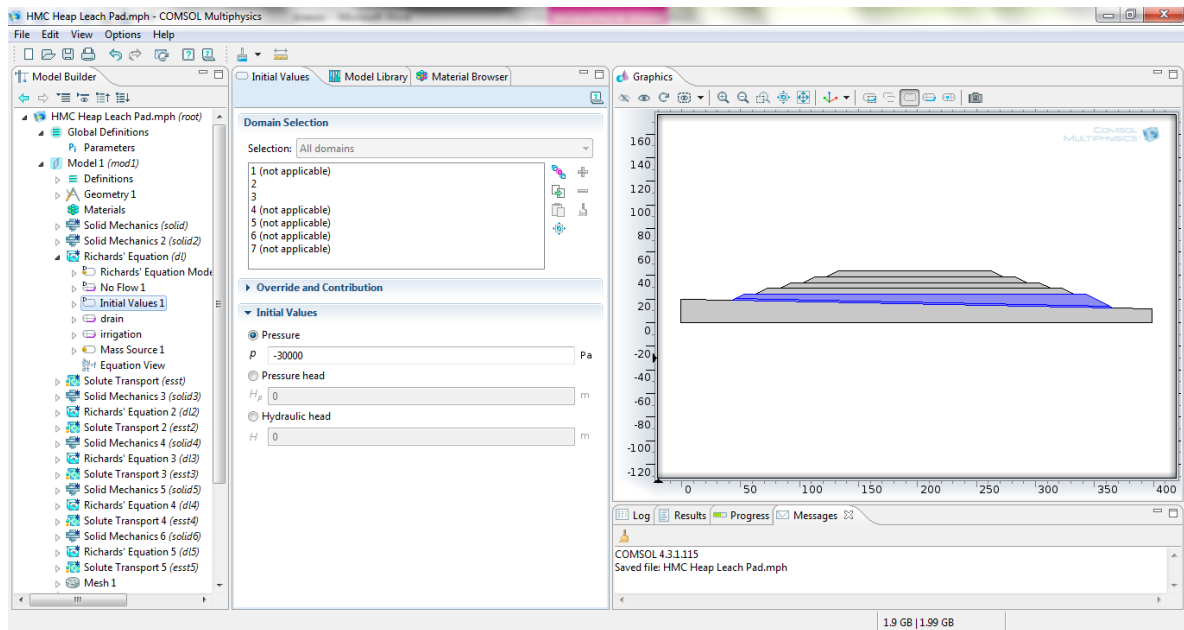 HMC Heap Leach Pad.mph - COMSOL Multiphysics
File Edit View Options Help
Model Builder
HMC Heap Leach Pad.mph (root)
Global Definitions
Pi Parameters
Model 1 (mod1)
Definitions
Geometry 1
Materials
Solid Mechanics (solid)
Solid Mechanics 2 (solid2)
Richards' Equation (dl)
Richards' Equation Mode
No Flow 1
Initial Values 1
drain
irrigation
Mass Source 1
Equation View
Solute Transport (esst)
Solid Mechanics 3 (solid3)
Richards' Equation 2 (dl2)
Solute Transport 2 (esst2)
Solid Mechanics 4 (solid4)
Richards' Equation 3 (dl3)
Solute Transport 3 (esst3)
Solid Mechanics 5 (solid5)
Richards' Equation 4 (dl4)
Solute Transport 4 (esst4)
Solid Mechanics 6 (solid6)
Richards' Equation 5 (dl5)
Solute Transport 5 (esst5)
Mesh 1
Initial Values Model Library Material Browser
Domain Selection
Selection: All domains
1 (not applicable)
2
3
4 (not applicable)
5 (not applicable)
6 (not applicable)
7 (not applicable)
Override and Contribution
Initial Values
Pressure
p -30000 Pa
Pressure head
Hp 0 m
Hydraulic head
H 0 m
Graphics
COMSOL
MULTIPHYSICS
160
140
120
100
80
60
40
20
0
-20
-40
-60
-80
-100
-120
0 50 100 150 200 250 300 350 400
Log Results Progress Messages
COMSOL 4.3.1.115
Saved file: HMC Heap Leach Pad.mph
1.9 GB | 1.99 GB